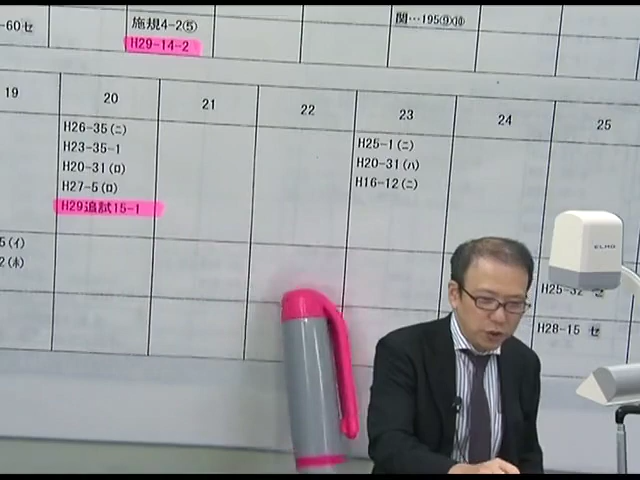 -60セ
施規4-2(⑤)
関…195⑨⑩
H29-14-2
19
20
21
22
23
24
25
H26-35(ニ)
H23-35-1
H20-31(ロ)
H27-5(ロ)
H29追試15-1
H25-1(ニ)
H20-31(ハ)
H16-12(ニ)
5(イ)
2(ホ)
H25-32 セ
H28-15 セ
ELMO